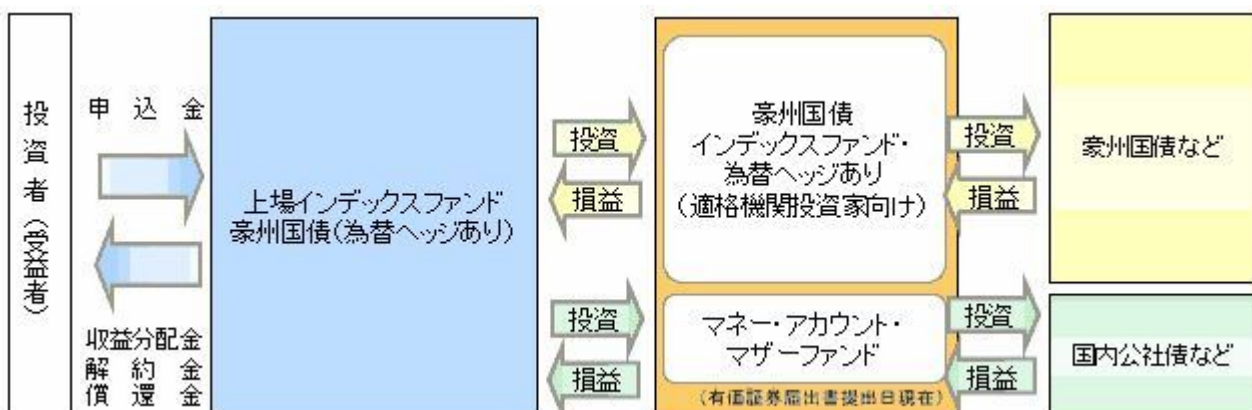 投資者(受益者)
申込金
収益分配金
解約金
償還金
上場インデックスファンド
豪州国債(為替ヘッジあり)
投資
損益
投資
損益
豪州国債
インデックスファンド・
為替ヘッジあり
(適格機関投資家向け)
マネー・アカウント・
マザーファンド
(有価証券届出書提出日現在)
投資
損益
投資
損益
豪州国債など
国内公社債など